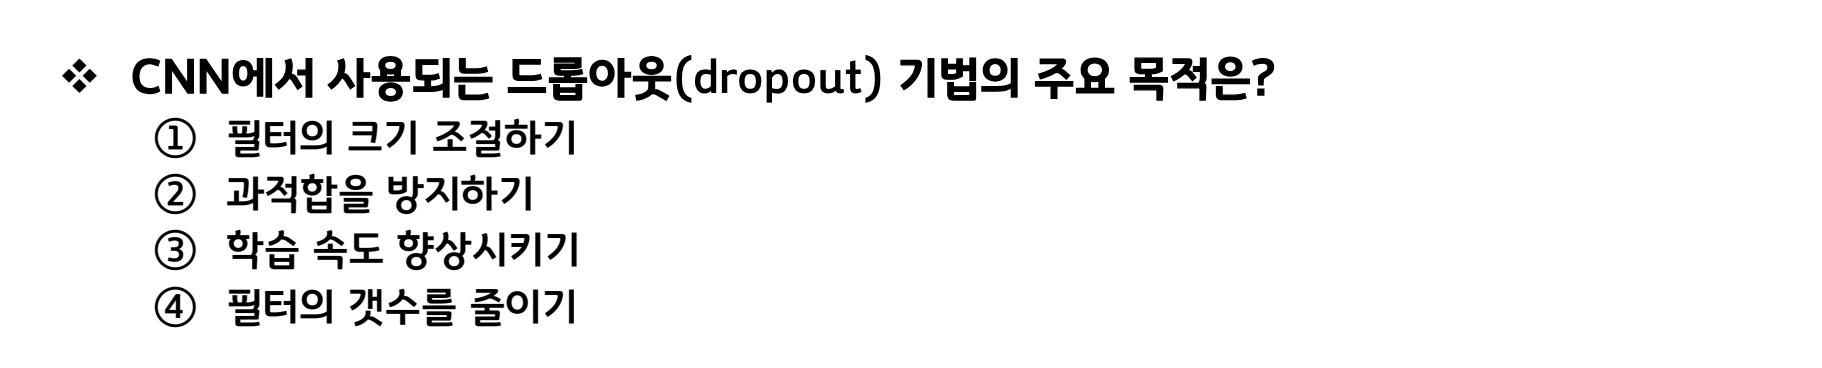 ❖ CNN에서 사용되는 드롭아웃(dropout) 기법의 주요 목적은?
① 필터의 크기 조절하기
② 과적합을 방지하기
③ 학습 속도 향상시키기
④ 필터의 갯수를 줄이기